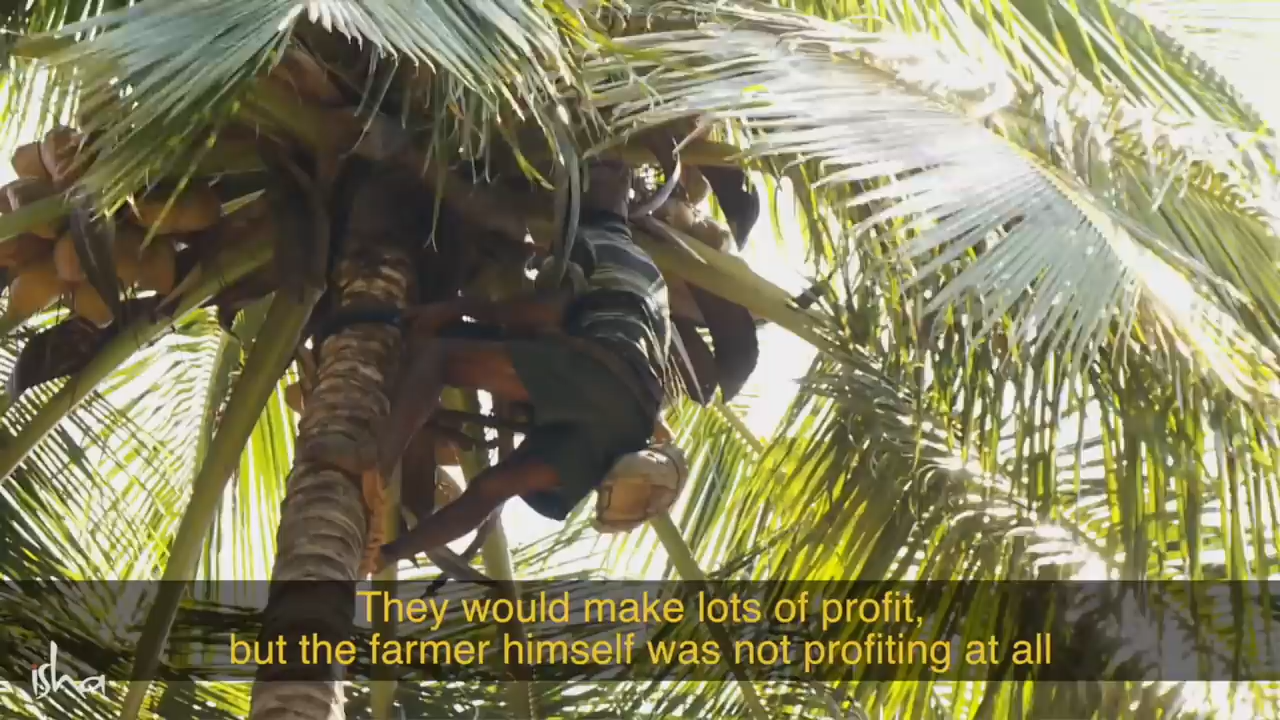 They would make lots of profit,
but the farmer himself was not profiting at all
isha